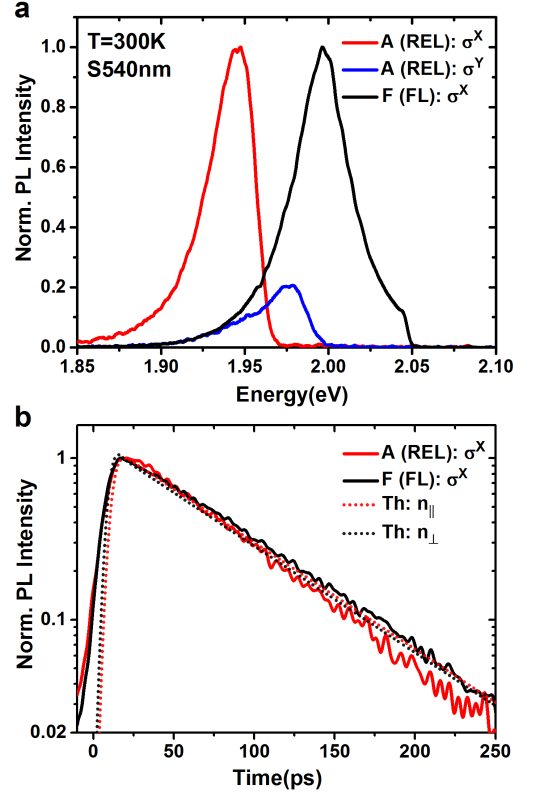 a
T=300K
S540nm
A (REL): σX
A (REL): σY
F (FL): σX
Norm. PL Intensity
1.0
0.8
0.6
0.4
0.2
0.0
1.85 1.90 1.95 2.00 2.05 2.10
Energy(eV)
b
A (REL): σX
F (FL): σX
Th: n||
Th: n⊥
Norm. PL Intensity
1
0.1
0.02
0 50 100 150 200 250
Time(ps)